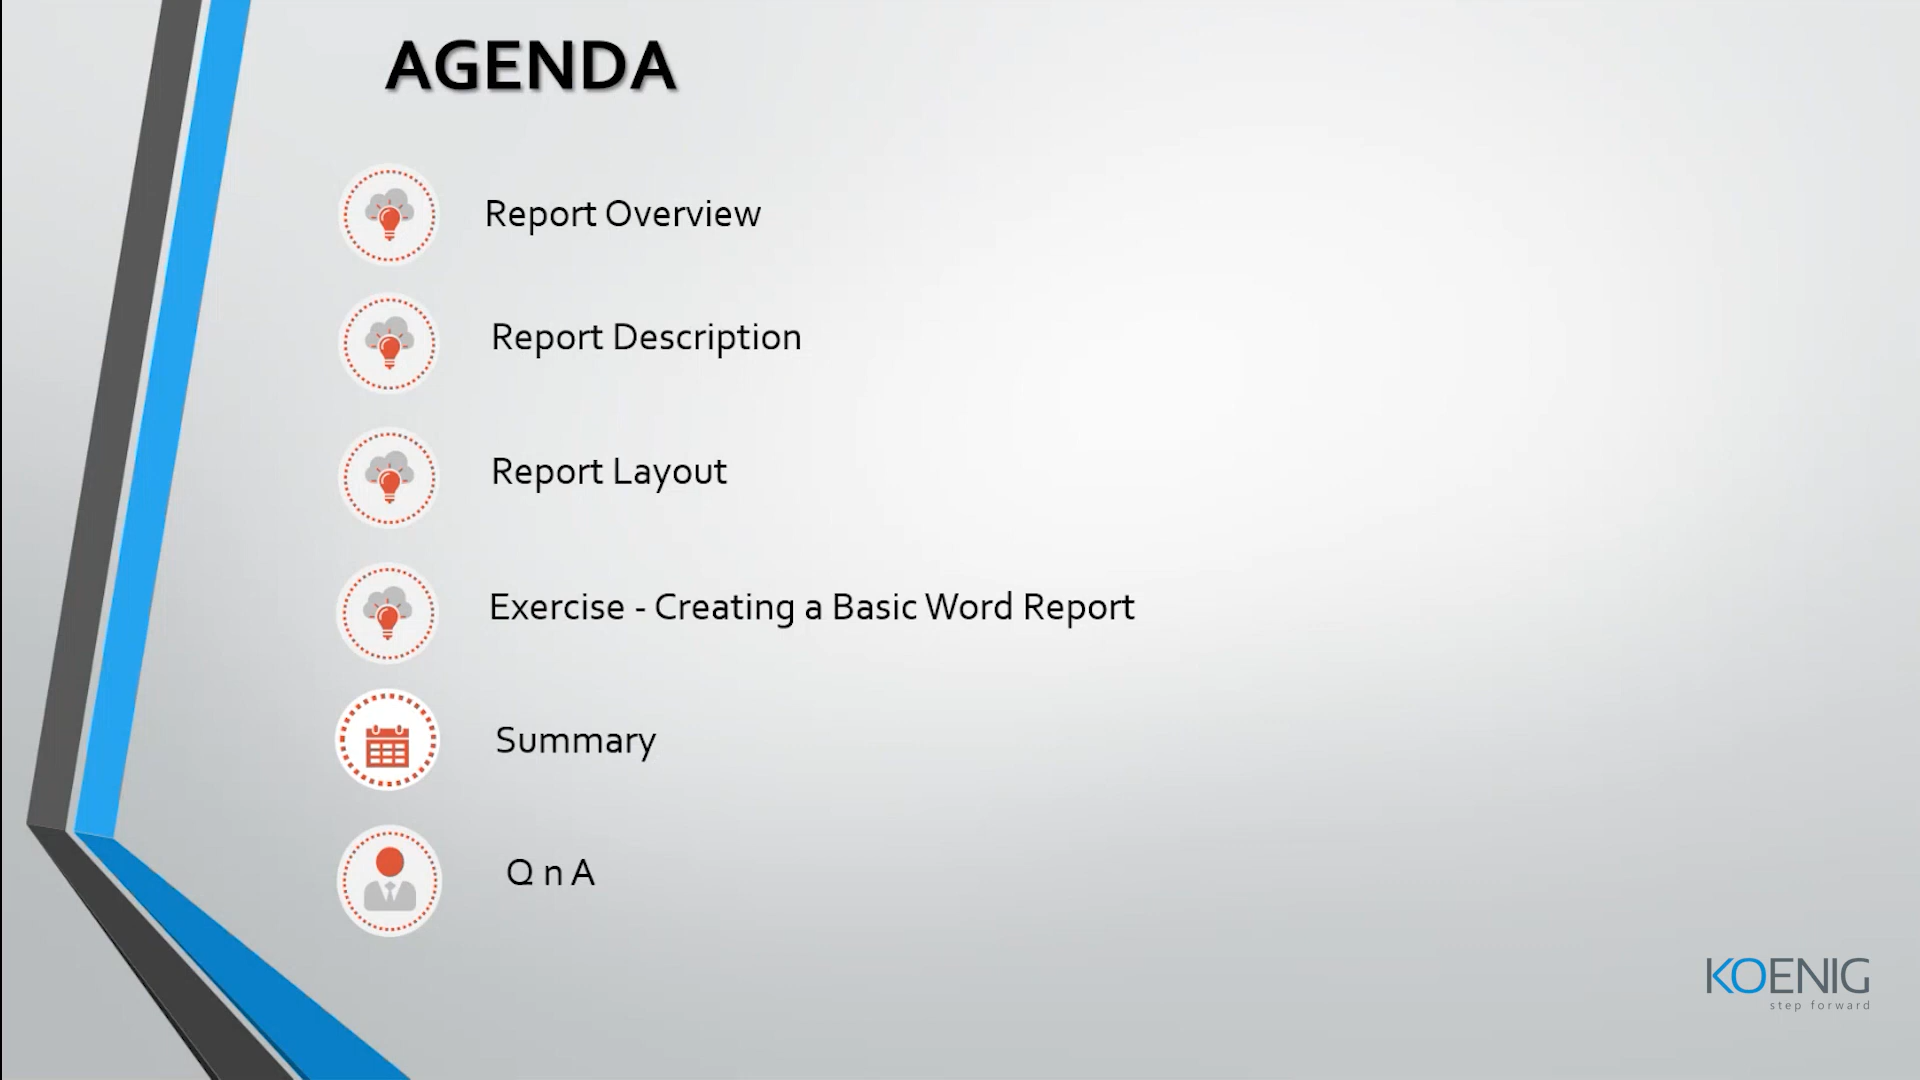 AGENDA
Report Overview
Report Description
Report Layout
Exercise - Creating a Basic Word Report
Summary
Q n A
KOENIG
step forward